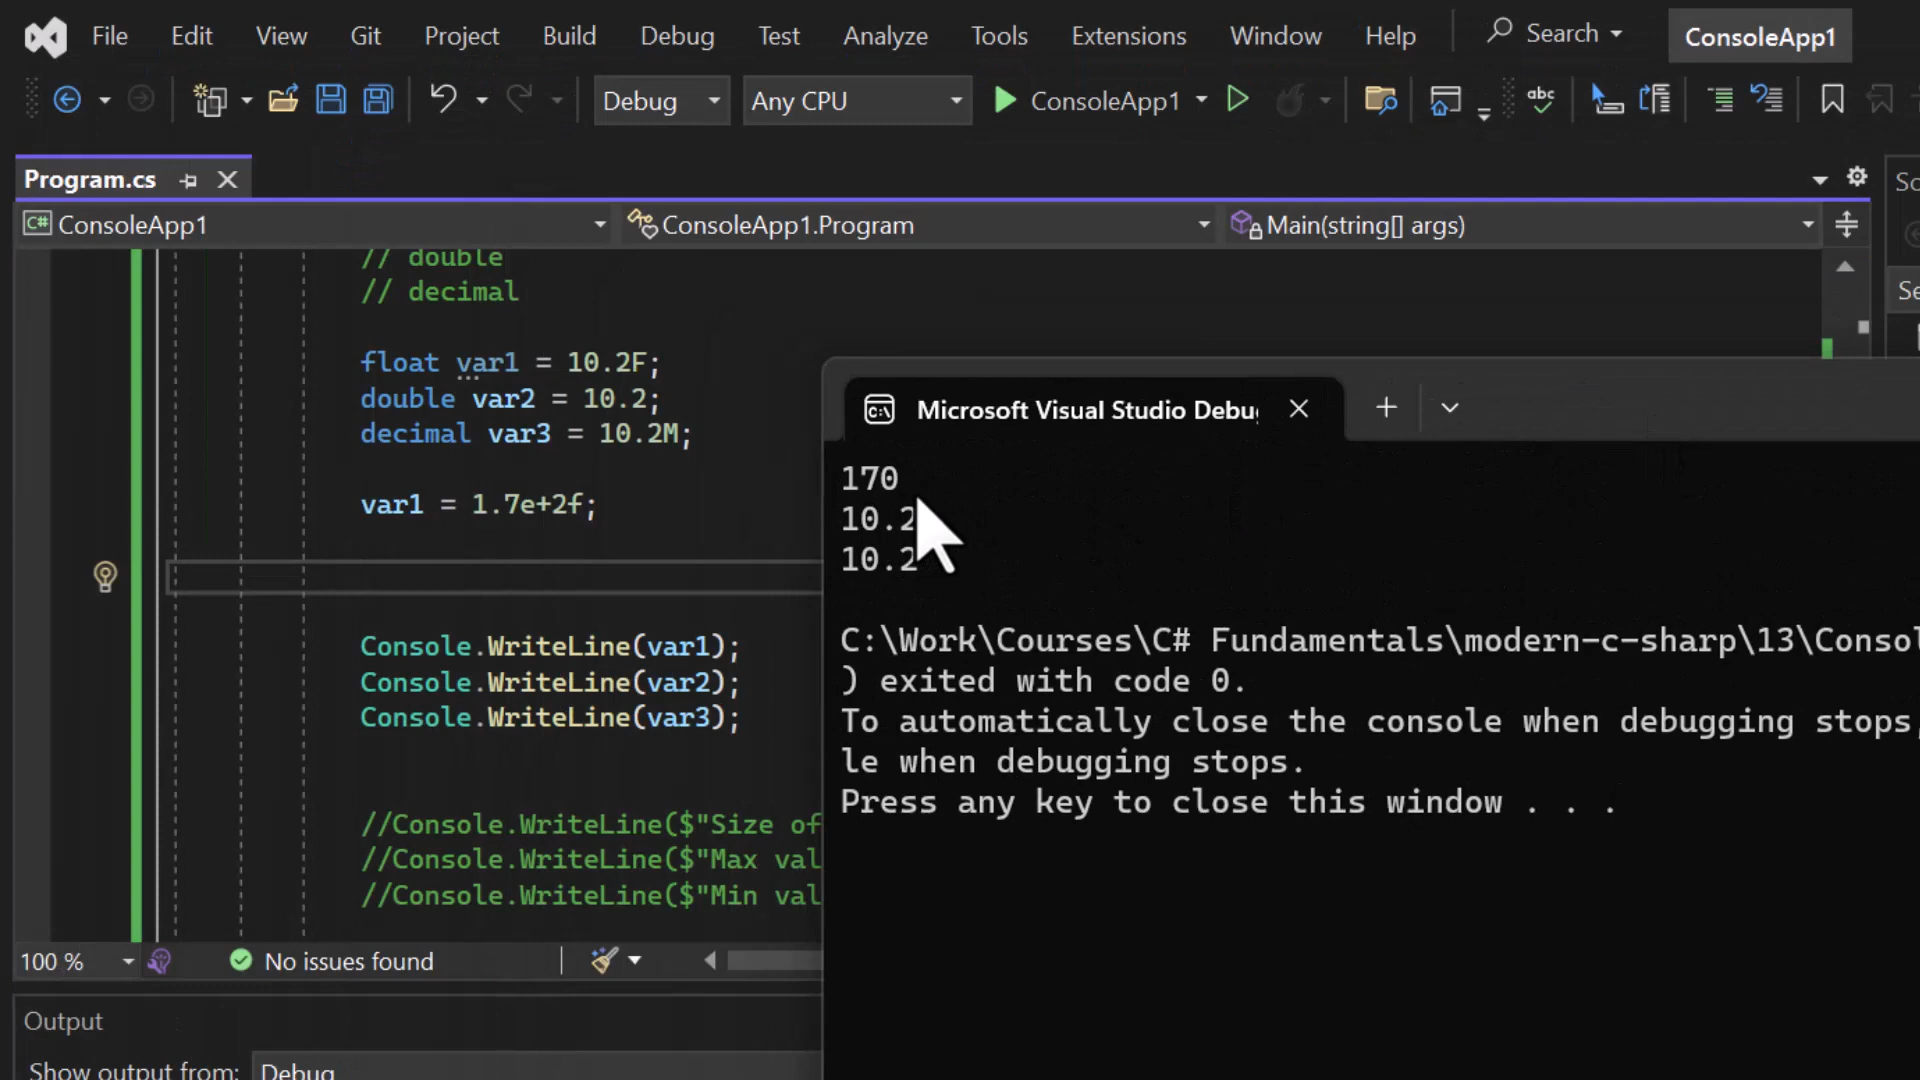 File Edit View Git Project Build Debug Test Analyze Tools Extensions Window Help Search ConsoleApp1
Debug Any CPU ConsoleApp1 abc
Program.cs
C# ConsoleApp1 ConsoleApp1.Program Main(string[] args)
// double
// decimal
float var1 = 10.2F;
double var2 = 10.2;
decimal var3 = 10.2M;
var1 = 1.7e+2f;
Console.WriteLine(var1);
Console.WriteLine(var2);
Console.WriteLine(var3);
//Console.WriteLine($"Size of
//Console.WriteLine($"Max val
//Console.WriteLine($"Min val
100 % No issues found
Output
Show output from: Debug
Microsoft Visual Studio Debu
170
10.2
10.2
C:\Work\Courses\C# Fundamentals\modern-c-sharp\13\Consol
) exited with code 0.
To automatically close the console when debugging stops,
le when debugging stops.
Press any key to close this window . . .
So
Se